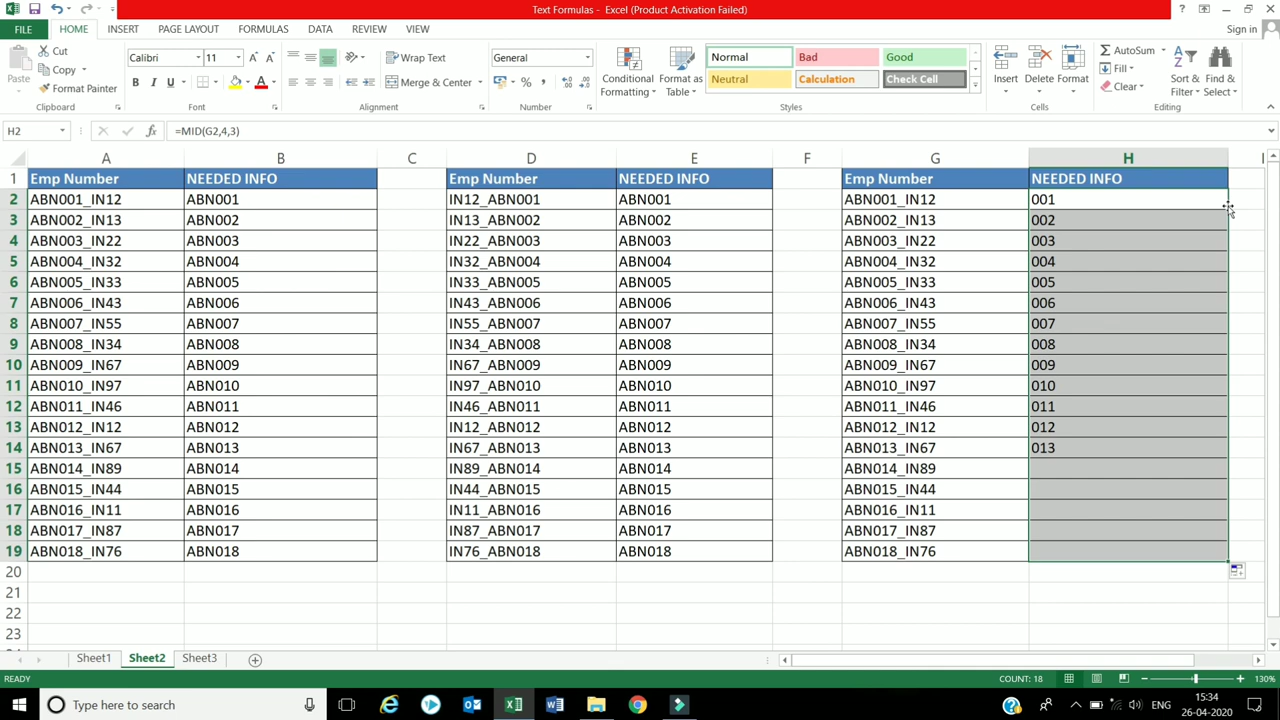 Text Formulas - Excel (Product Activation Failed)
?
Sign in
FILE HOME INSERT PAGE LAYOUT FORMULAS DATA REVIEW VIEW
Paste
Cut
Copy
Format Painter
Clipboard
Calibri 11
B I U
Font
Wrap Text
Merge & Center
Alignment
General
%
Number
Conditional Formatting
Format as Table
Normal Bad Good
Neutral Calculation Check Cell
Styles
Insert Delete Format
Cells
AutoSum
Fill
Clear
Sort & Filter
Find & Select
Editing
H2 fx =MID(G2,4,3)
A B C D E F G H I
1 Emp Number NEEDED INFO Emp Number NEEDED INFO Emp Number NEEDED INFO
2 ABN001_IN12 ABN001 IN12_ABN001 ABN001 ABN001_IN12 001
3 ABN002_IN13 ABN002 IN13_ABN002 ABN002 ABN002_IN13 002
4 ABN003_IN22 ABN003 IN22_ABN003 ABN003 ABN003_IN22 003
5 ABN004_IN32 ABN004 IN32_ABN004 ABN004 ABN004_IN32 004
6 ABN005_IN33 ABN005 IN33_ABN005 ABN005 ABN005_IN33 005
7 ABN006_IN43 ABN006 IN43_ABN006 ABN006 ABN006_IN43 006
8 ABN007_IN55 ABN007 IN55_ABN007 ABN007 ABN007_IN55 007
9 ABN008_IN34 ABN008 IN34_ABN008 ABN008 ABN008_IN34 008
10 ABN009_IN67 ABN009 IN67_ABN009 ABN009 ABN009_IN67 009
11 ABN010_IN97 ABN010 IN97_ABN010 ABN010 ABN010_IN97 010
12 ABN011_IN46 ABN011 IN46_ABN011 ABN011 ABN011_IN46 011
13 ABN012_IN12 ABN012 IN12_ABN012 ABN012 ABN012_IN12 012
14 ABN013_IN67 ABN013 IN67_ABN013 ABN013 ABN013_IN67 013
15 ABN014_IN89 ABN014 IN89_ABN014 ABN014 ABN014_IN89
16 ABN015_IN44 ABN015 IN44_ABN015 ABN015 ABN015_IN44
17 ABN016_IN11 ABN016 IN11_ABN016 ABN016 ABN016_IN11
18 ABN017_IN87 ABN017 IN87_ABN017 ABN017 ABN017_IN87
19 ABN018_IN76 ABN018 IN76_ABN018 ABN018 ABN018_IN76
20
21
22
23
Sheet1 Sheet2 Sheet3
READY COUNT: 18 130%
Type here to search
ENG
15:34
26-04-2020